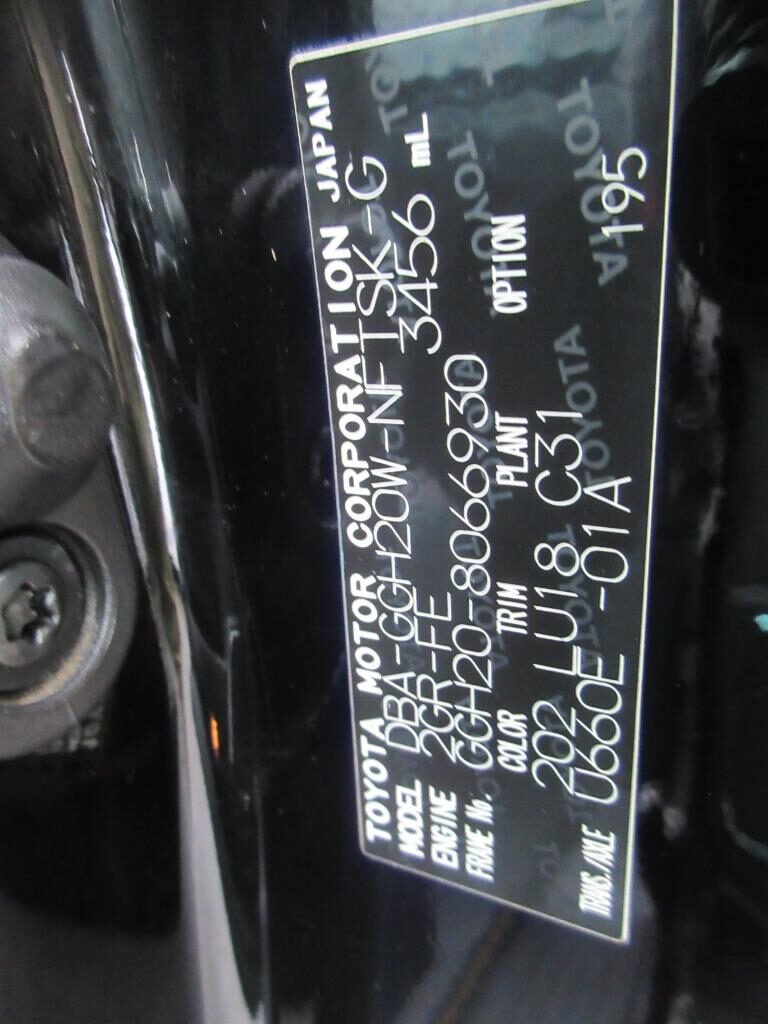 TOYOTA MOTOR CORPORATION JAPAN
MODEL DBA-GGH20W-NFTSK-G
ENGINE 2GR-FE 3456 mL
FRAME No. GGH20-8066930
COLOR TRIM PLANT OPTION
202 LU18 C31
TRANS./AXLE U660E -01A 195